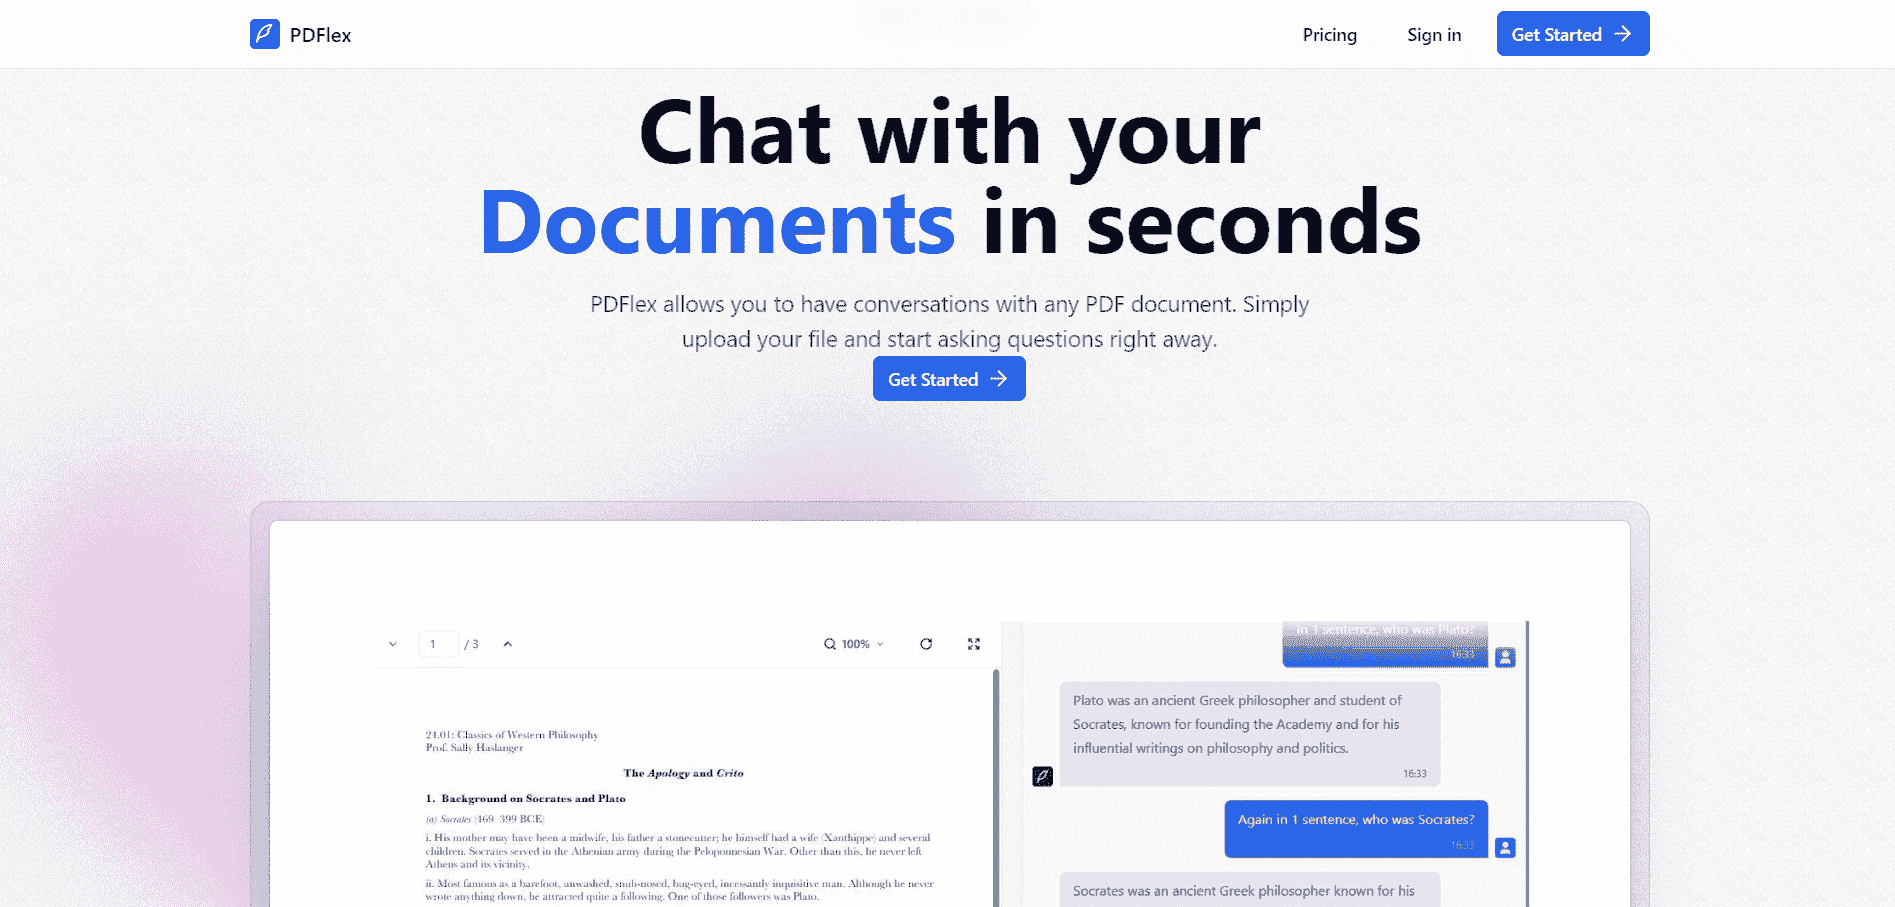 PDFlex
Pricing
Sign in
Get Started
Chat with your
Documents in seconds
PDFlex allows you to have conversations with any PDF document. Simply
upload your file and start asking questions right away.
Get Started
1 / 3
100%
24.01: Classics of Western Philosophy
Prof. Sally Haslanger
The Apology and Crito
1. Background on Socrates and Plato
(a) Socrates (469–399 BCE)
i. His mother may have been a midwife, his father a stonecutter; he himself had a wife (Xanthippe) and several
children. Socrates served in the Athenian army during the Peloponnesian War. Other than this, he never left
Athens and its vicinity.
ii. Most famous as a barefoot, unwashed, snub-nosed, bug-eyed, incessantly inquisitive man. Although he never
wrote anything down, he attracted quite a following. One of those followers was Plato.
In 1 sentence, who was Plato?
16:33
Plato was an ancient Greek philosopher and student of
Socrates, known for founding the Academy and for his
influential writings on philosophy and politics.
16:33
Again in 1 sentence, who was Socrates?
16:33
Socrates was an ancient Greek philosopher known for his